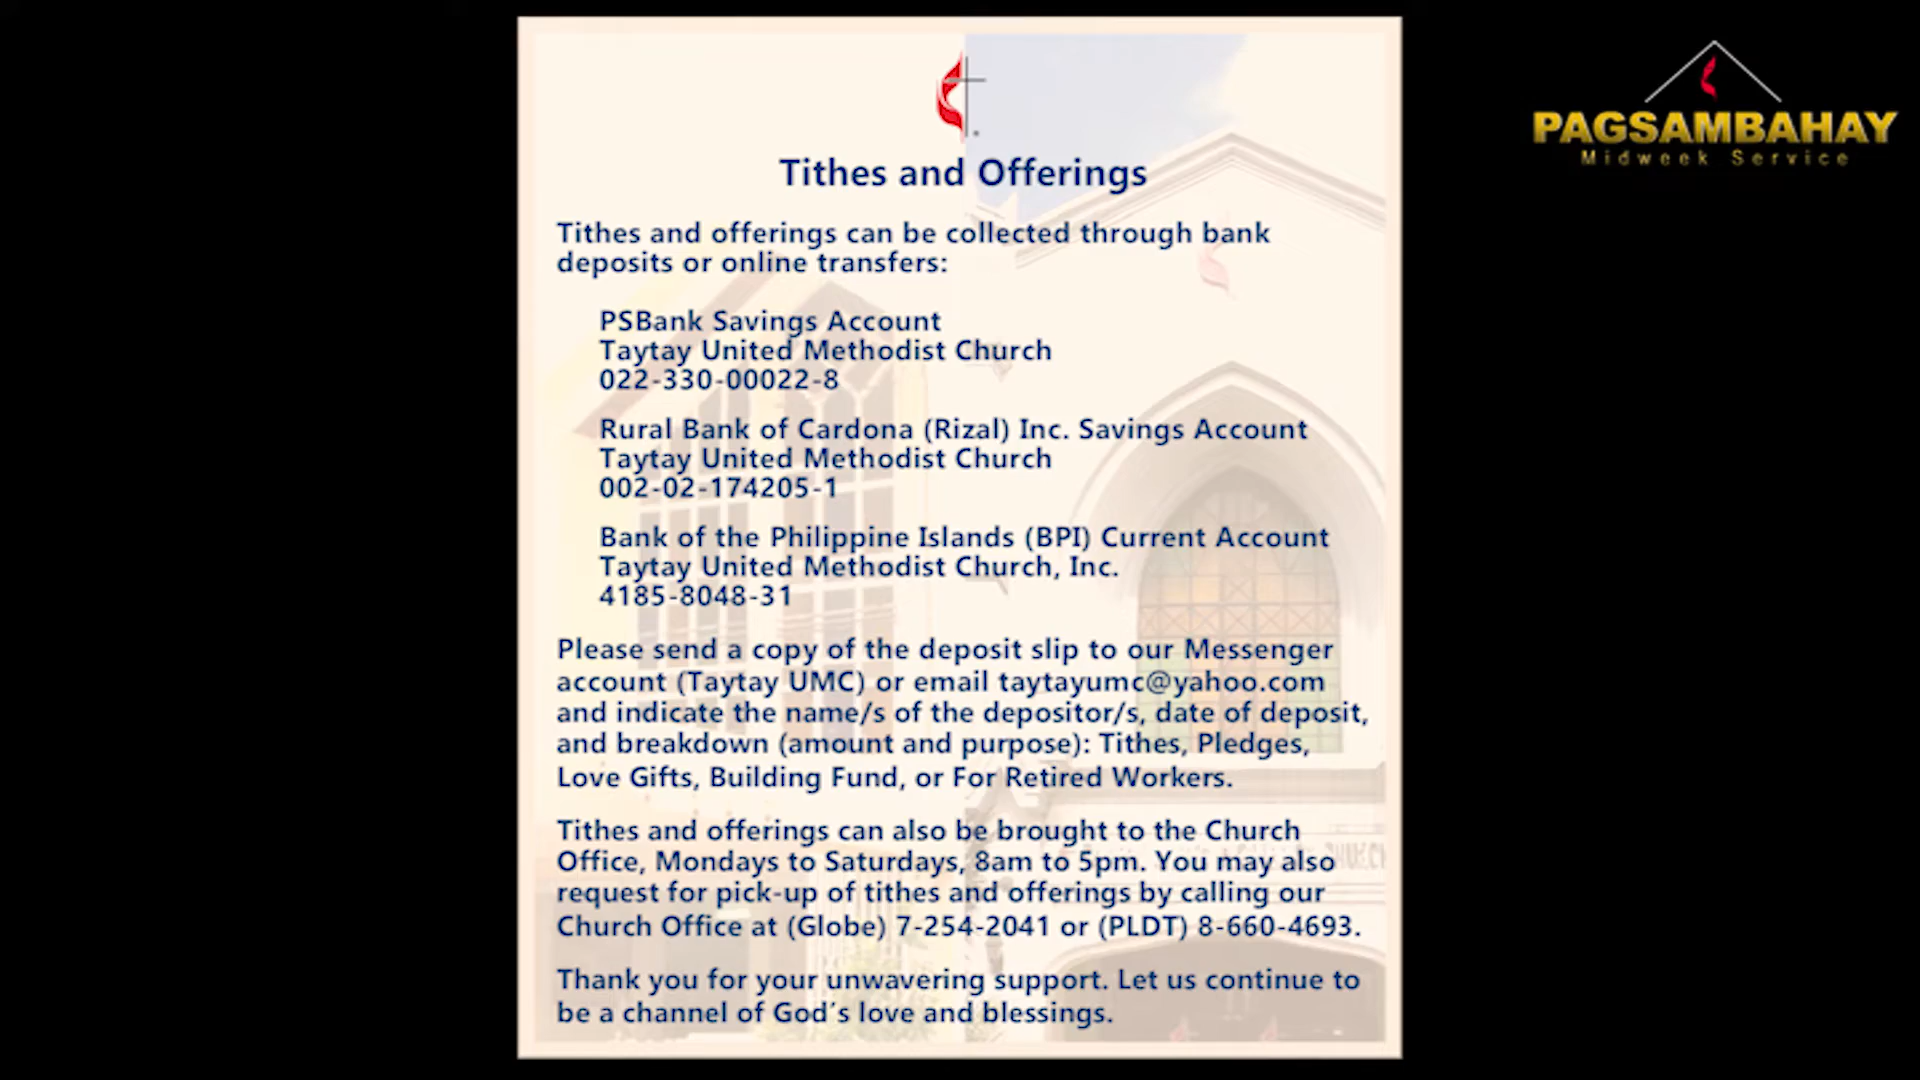 PAGSAMBAHAY
Midweek Service
Tithes and Offerings
Tithes and offerings can be collected through bank
deposits or online transfers:
PSBank Savings Account
Taytay United Methodist Church
022-330-00022-8
Rural Bank of Cardona (Rizal) Inc. Savings Account
Taytay United Methodist Church
002-02-174205-1
Bank of the Philippine Islands (BPI) Current Account
Taytay United Methodist Church, Inc.
4185-8048-31
Please send a copy of the deposit slip to our Messenger
account (Taytay UMC) or email taytayumc@yahoo.com
and indicate the name/s of the depositor/s, date of deposit,
and breakdown (amount and purpose): Tithes, Pledges,
Love Gifts, Building Fund, or For Retired Workers.
Tithes and offerings can also be brought to the Church
Office, Mondays to Saturdays, 8am to 5pm. You may also
request for pick-up of tithes and offerings by calling our
Church Office at (Globe) 7-254-2041 or (PLDT) 8-660-4693.
Thank you for your unwavering support. Let us continue to
be a channel of God's love and blessings.